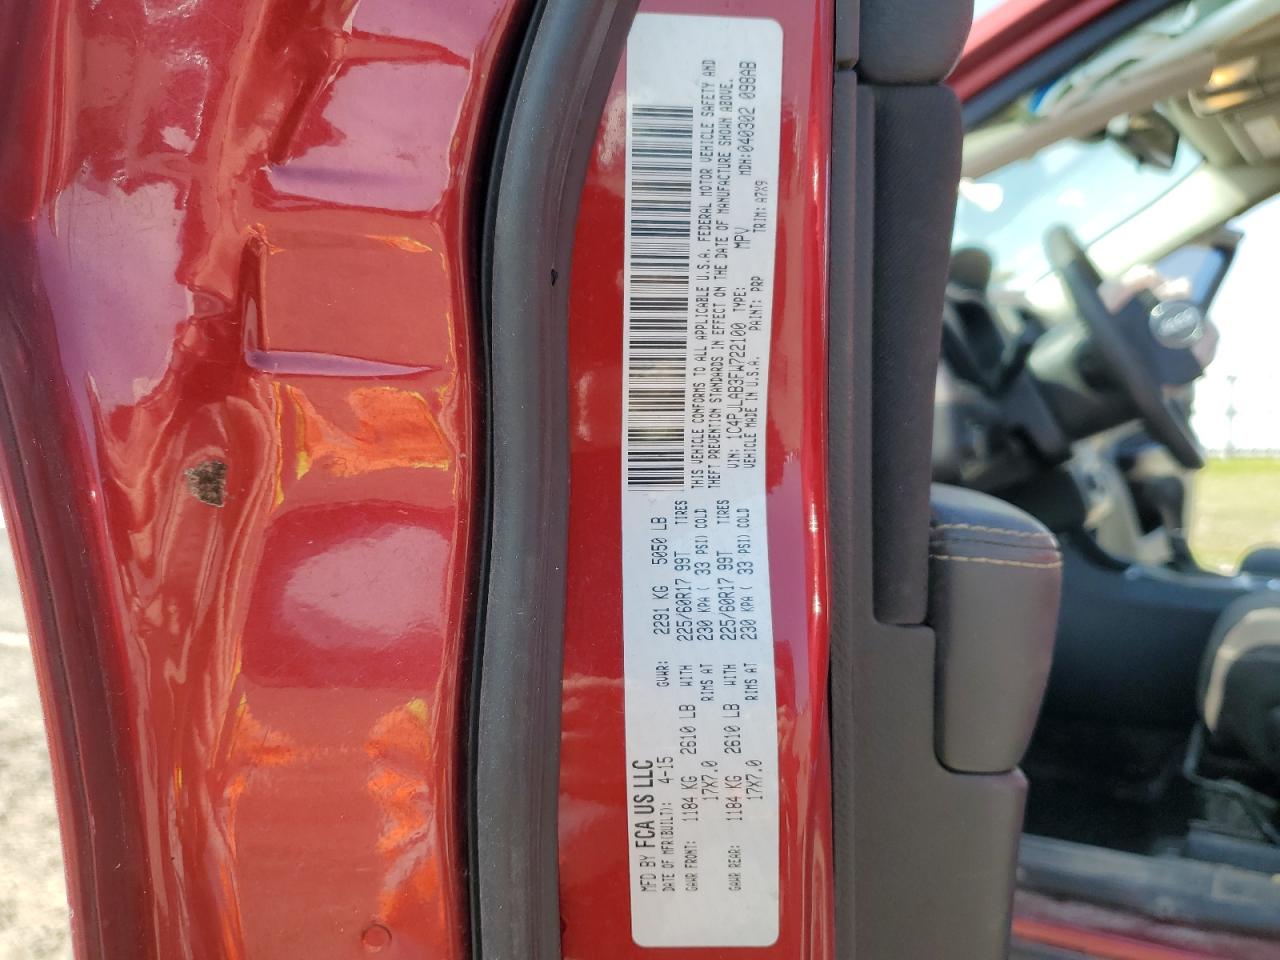 MFD BY FCA US LLC
DATE OF MFR(BUILT): 4-15 GVWR: 2291 KG 5050 LB
GAWR FRONT: 1184 KG 2610 LB WITH 225/60R17 99T TIRES
17X7.0 RIMS AT 230 KPA ( 33 PSI) COLD
GAWR REAR: 1184 KG 2610 LB WITH 225/60R17 99T TIRES
17X7.0 RIMS AT 230 KPA ( 33 PSI) COLD
THIS VEHICLE CONFORMS TO ALL APPLICABLE U.S.A. FEDERAL MOTOR VEHICLE SAFETY AND
THEFT PREVENTION STANDARDS IN EFFECT ON THE DATE OF MANUFACTURE SHOWN ABOVE.
VIN: 1C4PJLAB3FW722100 TYPE: MPV MDH:040302 098AB
VEHICLE MADE IN U.S.A. PAINT: PRP TRIM: A7X9